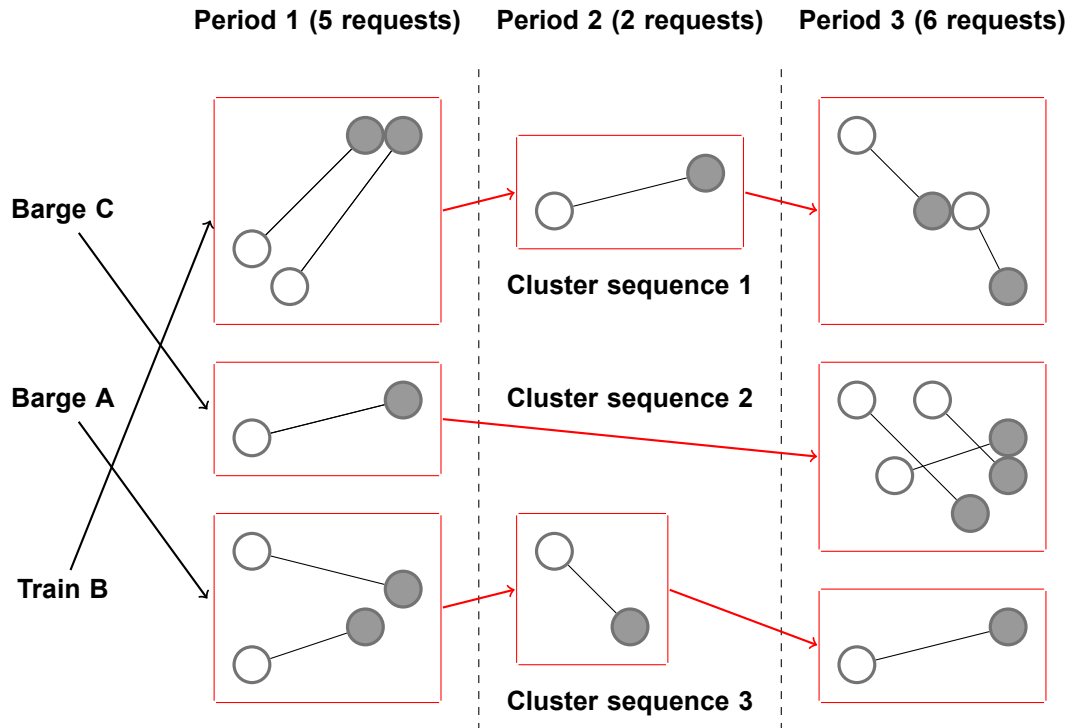 Period 1 (5 requests)
Period 2 (2 requests)
Period 3 (6 requests)
Barge C
Cluster sequence 1
Barge A
Cluster sequence 2
Train B
Cluster sequence 3